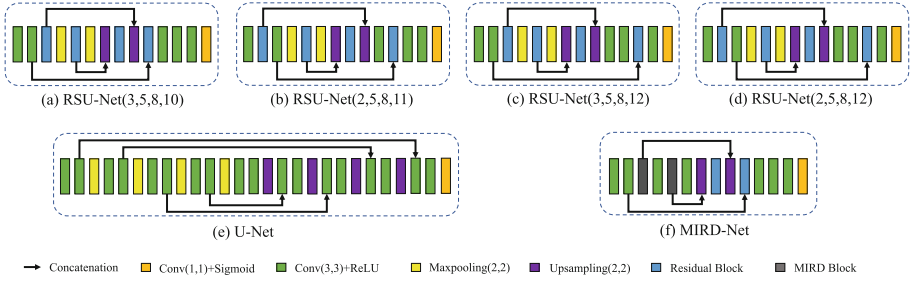 (a) RSU-Net(3,5,8,10)
(b) RSU-Net(2,5,8,11)
(c) RSU-Net(3,5,8,12)
(d) RSU-Net(2,5,8,12)
(e) U-Net
(f) MIRD-Net
Concatenation
Conv(1,1)+Sigmoid
Conv(3,3)+ReLU
Maxpooling(2,2)
Upsampling(2,2)
Residual Block
MIRD Block